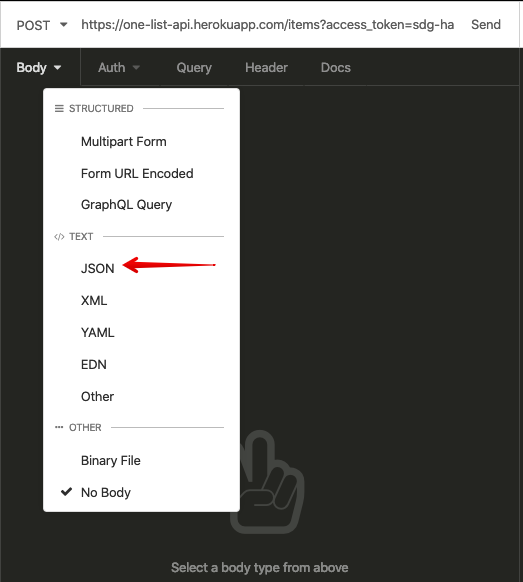 POST https://one-list-api.herokuapp.com/items?access_token=sdg-ha Send
Body Auth Query Header Docs
STRUCTURED
Multipart Form
Form URL Encoded
GraphQL Query
</> TEXT
JSON
XML
YAML
EDN
Other
OTHER
Binary File
No Body
Select a body type from above